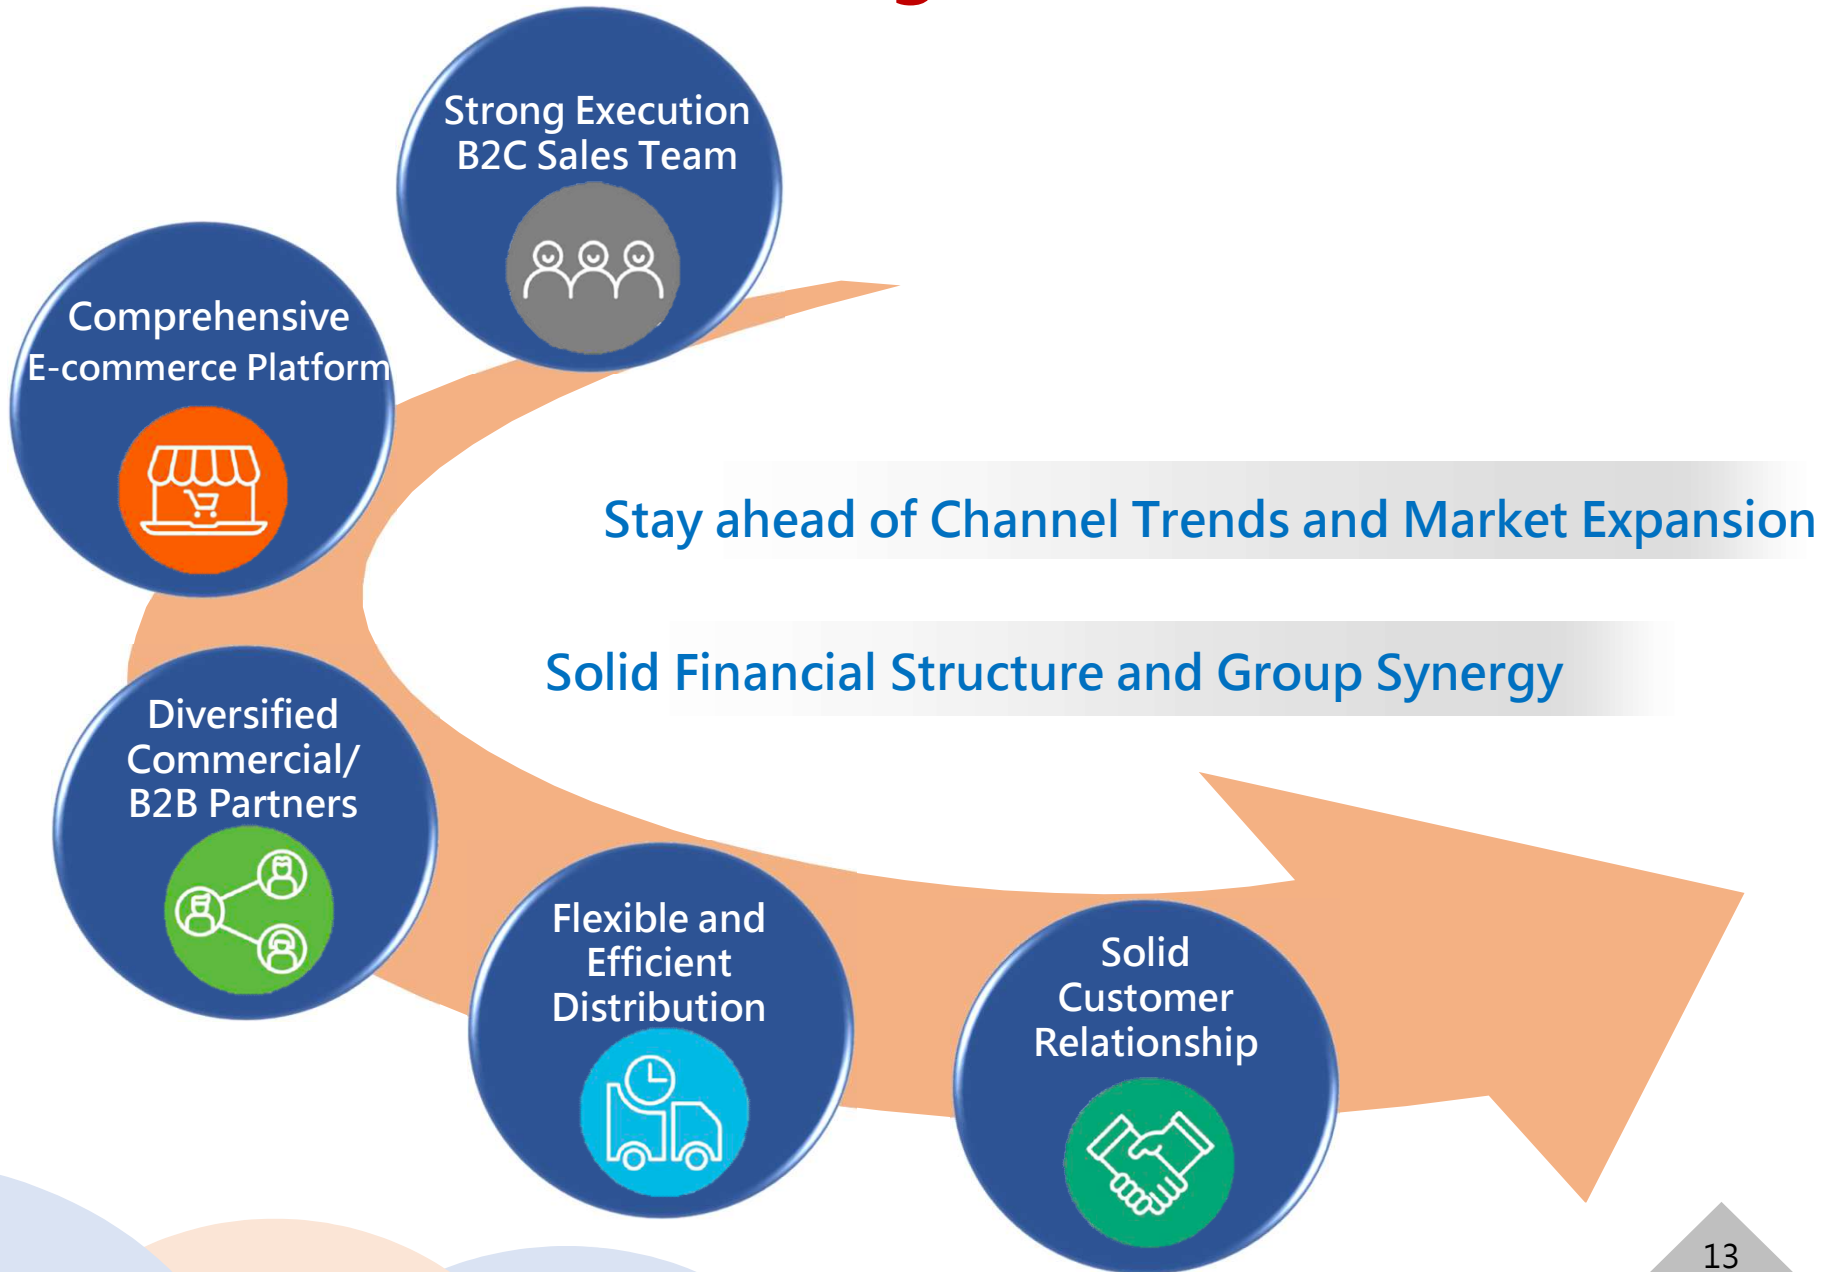 Strong Execution
B2C Sales Team
Comprehensive
E-commerce Platform
Stay ahead of Channel Trends and Market Expansion
Solid Financial Structure and Group Synergy
Diversified
Commercial/
B2B Partners
Flexible and
Efficient
Distribution
Solid
Customer
Relationship
13